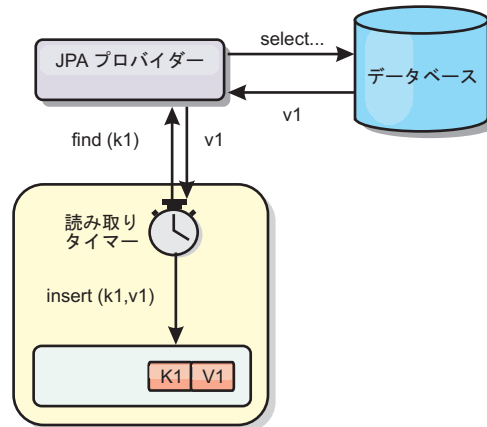 select...
JPA プロバイダー
データベース
v1
find (k1)
v1
読み取り
タイマー
insert (k1,v1)
K1 V1